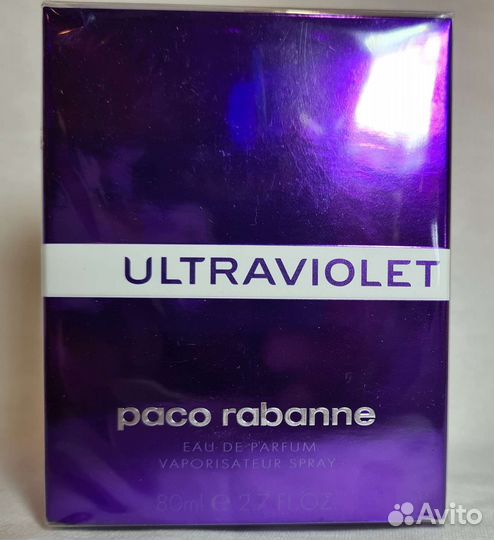 ULTRAVIOLET
paco rabanne
EAU DE PARFUM
VAPORISATEUR SPRAY
80ml e 2.7 FL.OZ.
Avito